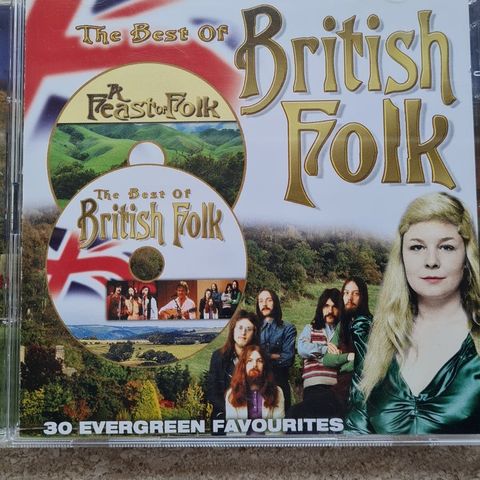 The Best Of
British
Folk
A
Feast of Folk
The Best Of
British Folk
30 EVERGREEN FAVOURITES